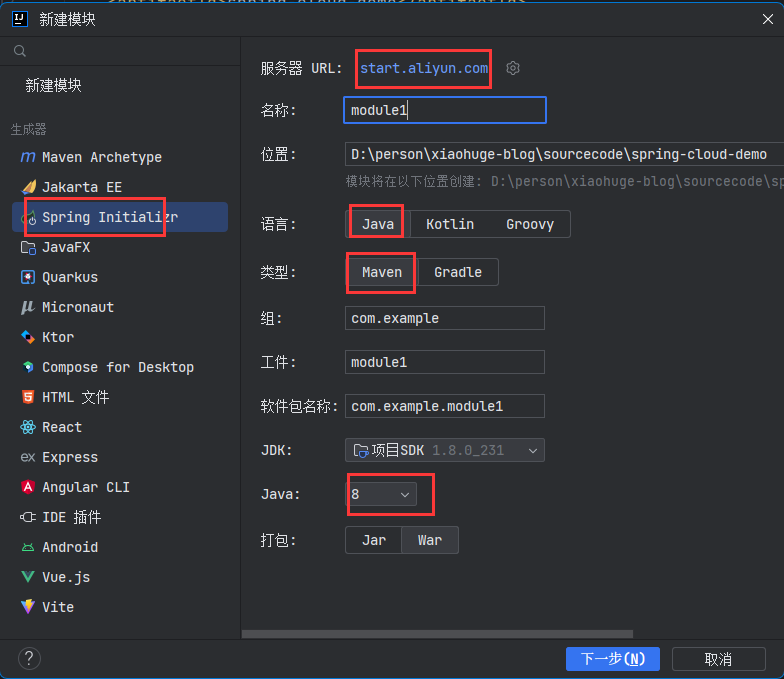 新建模块
新建模块
生成器
Maven Archetype
Jakarta EE
Spring Initializr
JavaFX
Quarkus
Micronaut
Ktor
Compose for Desktop
HTML 文件
React
Express
Angular CLI
IDE 插件
Android
Vue.js
Vite
服务器 URL: start.aliyun.com
名称: module1
位置: D:\person\xiaohuge-blog\sourcecode\spring-cloud-demo
模块将在以下位置创建: D:\person\xiaohuge-blog\sourcecode\sp
语言: Java Kotlin Groovy
类型: Maven Gradle
组: com.example
工件: module1
软件包名称: com.example.module1
JDK: 项目SDK 1.8.0_231
Java: 8
打包: Jar War
? 下一步(N) 取消